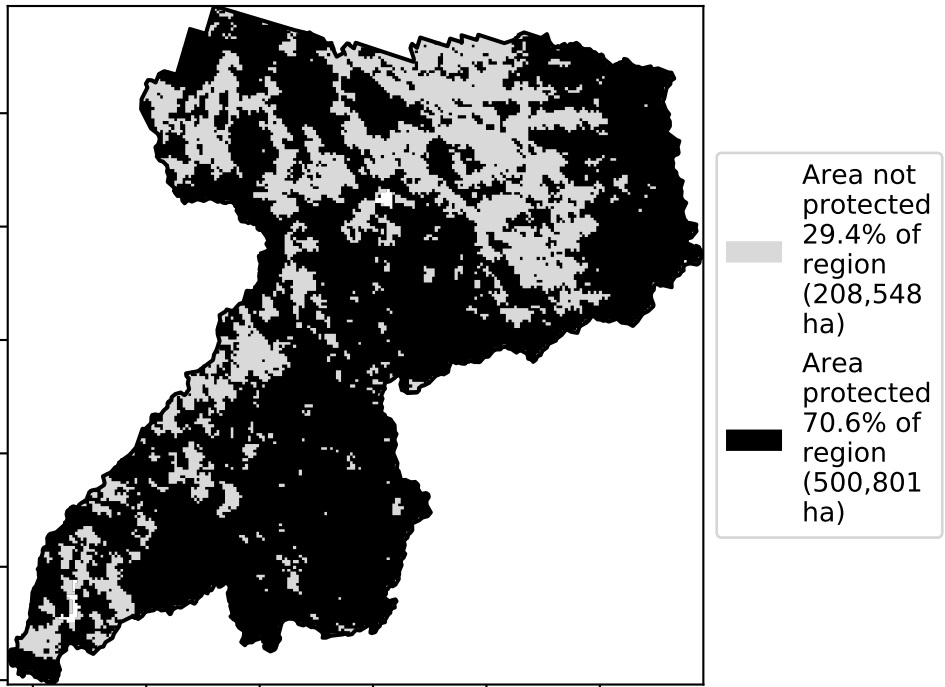 Area not
protected
29.4% of
region
(208,548
ha)
Area
protected
70.6% of
region
(500,801
ha)